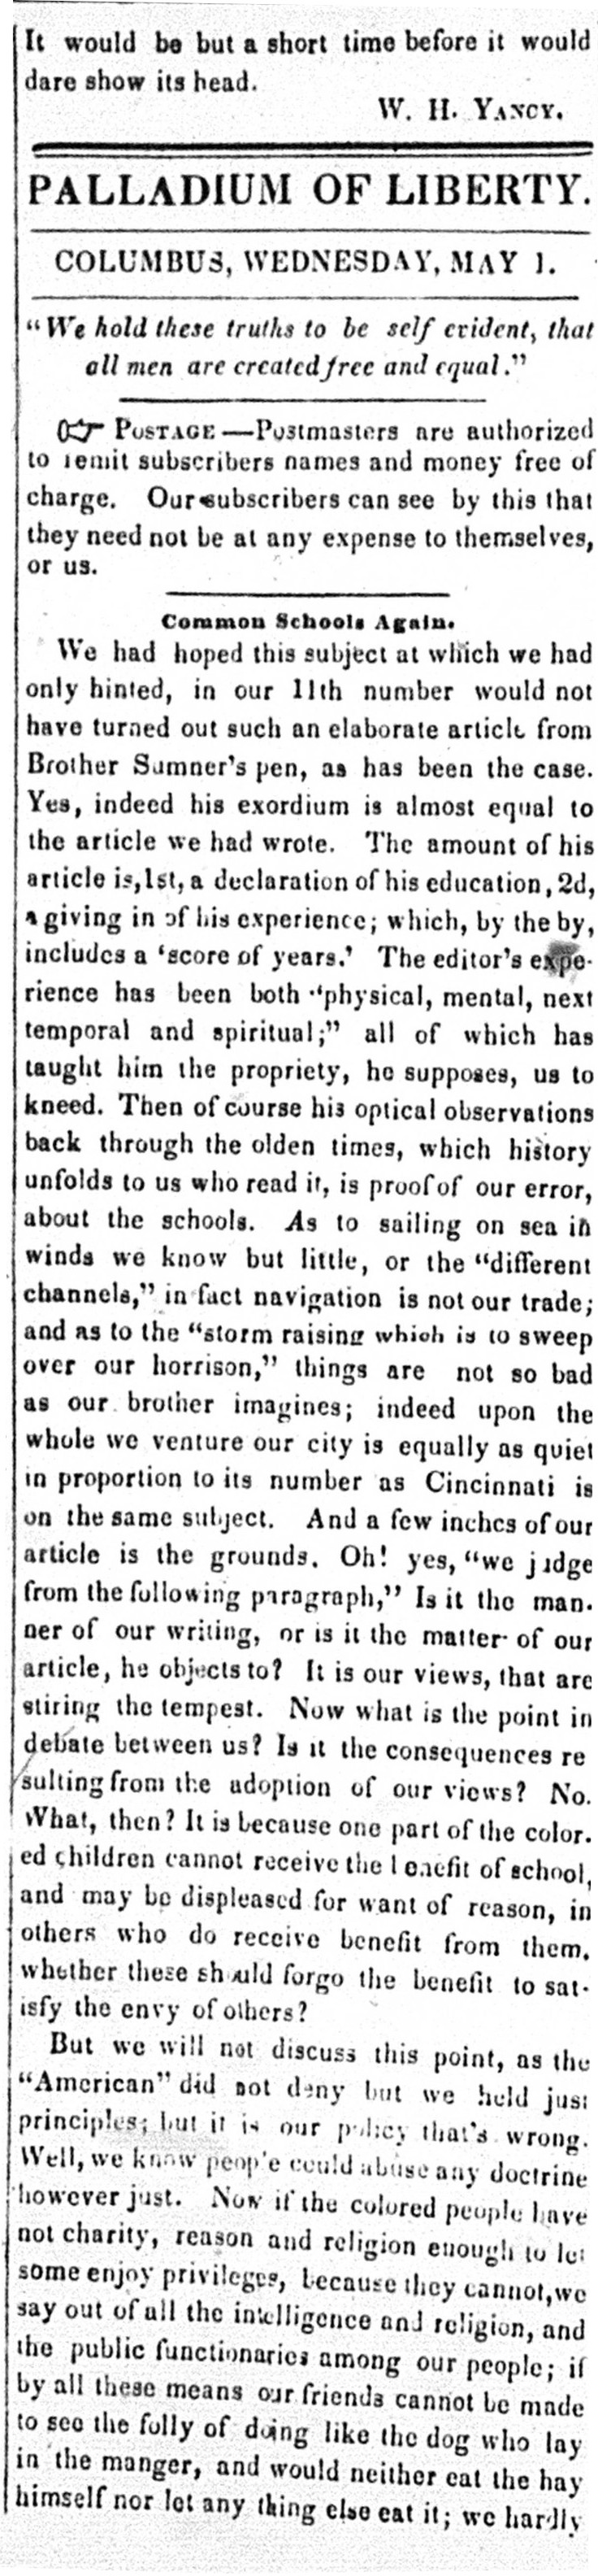 It would be but a short time before it would
dare show its head.
W. H. YANCY.
PALLADIUM OF LIBERTY.
COLUMBUS, WEDNESDAY, MAY 1.
"We hold these truths to be self evident, that
all men are created free and equal."
POSTAGE—Postmasters are authorized
to remit subscribers names and money free of
charge. Our subscribers can see by this that
they need not be at any expense to themselves,
or us.
Common Schools Again.
We had hoped this subject at which we had
only hinted, in our 11th number would not
have turned out such an elaborate article from
Brother Sumner's pen, as has been the case.
Yes, indeed his exordium is almost equal to
the article we had wrote. The amount of his
article is, 1st, a declaration of his education, 2d,
a giving in of his experience; which, by the by,
includes a 'score of years.' The editor's expe-
rience has been both "physical, mental, next
temporal and spiritual;" all of which has
taught him the propriety, he supposes, us to
kneed. Then of course his optical observations
back through the olden times, which history
unfolds to us who read it, is proof of our error,
about the schools. As to sailing on sea in
winds we know but little, or the "different
channels," in fact navigation is not our trade;
and as to the "storm raising which is to sweep
over our horrison," things are not so bad
as our brother imagines; indeed upon the
whole we venture our city is equally as quiet
in proportion to its number as Cincinnati is
on the same subject. And a few inches of our
article is the grounds. Oh! yes, "we judge
from the following paragraph," Is it the man-
ner of our writing, or is it the matter of our
article, he objects to? It is our views, that are
stiring the tempest. Now what is the point in
debate between us? Is it the consequences re
sulting from the adoption of our views? No.
What, then? It is because one part of the color-
ed children cannot receive the benefit of school,
and may be displeased for want of reason, in
others who do receive benefit from them.
whether these should forgo the benefit to sat-
isfy the envy of others?
But we will not discuss this point, as the
"American" did not deny but we held just
principles; but it is our policy that's wrong.
Well, we know people could abuse any doctrine
however just. Now if the colored people have
not charity, reason and religion enough to let
some enjoy privileges, because they cannot, we
say out of all the intelligence and religion, and
the public functionaries among our people; if
by all these means our friends cannot be made
to see the folly of doing like the dog who lay
in the manger, and would neither eat the hay
himself nor let any thing else eat it; we hardly